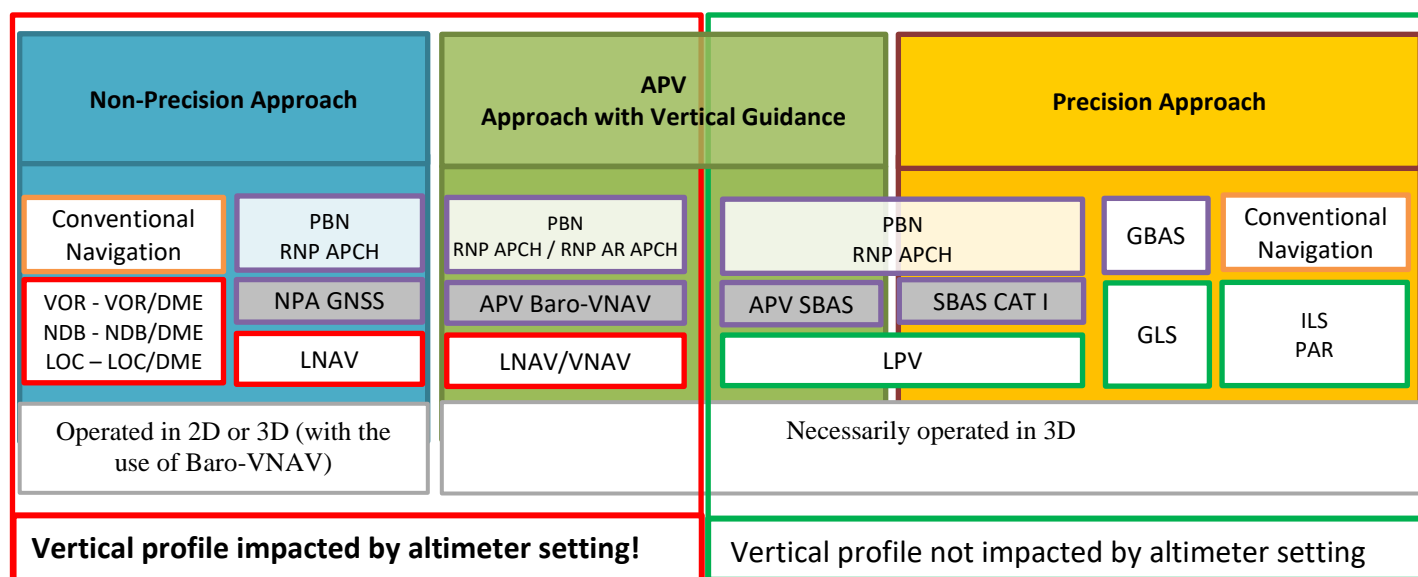 Non-Precision Approach
APV
Approach with Vertical Guidance
Precision Approach
Conventional
Navigation
PBN
RNP APCH
PBN
RNP APCH / RNP AR APCH
PBN
RNP APCH
GBAS
Conventional
Navigation
VOR - VOR/DME
NDB - NDB/DME
LOC – LOC/DME
NPA GNSS
LNAV
APV Baro-VNAV
LNAV/VNAV
APV SBAS
SBAS CAT I
LPV
GLS
ILS
PAR
Operated in 2D or 3D (with the
use of Baro-VNAV)
Necessarily operated in 3D
Vertical profile impacted by altimeter setting!
Vertical profile not impacted by altimeter setting